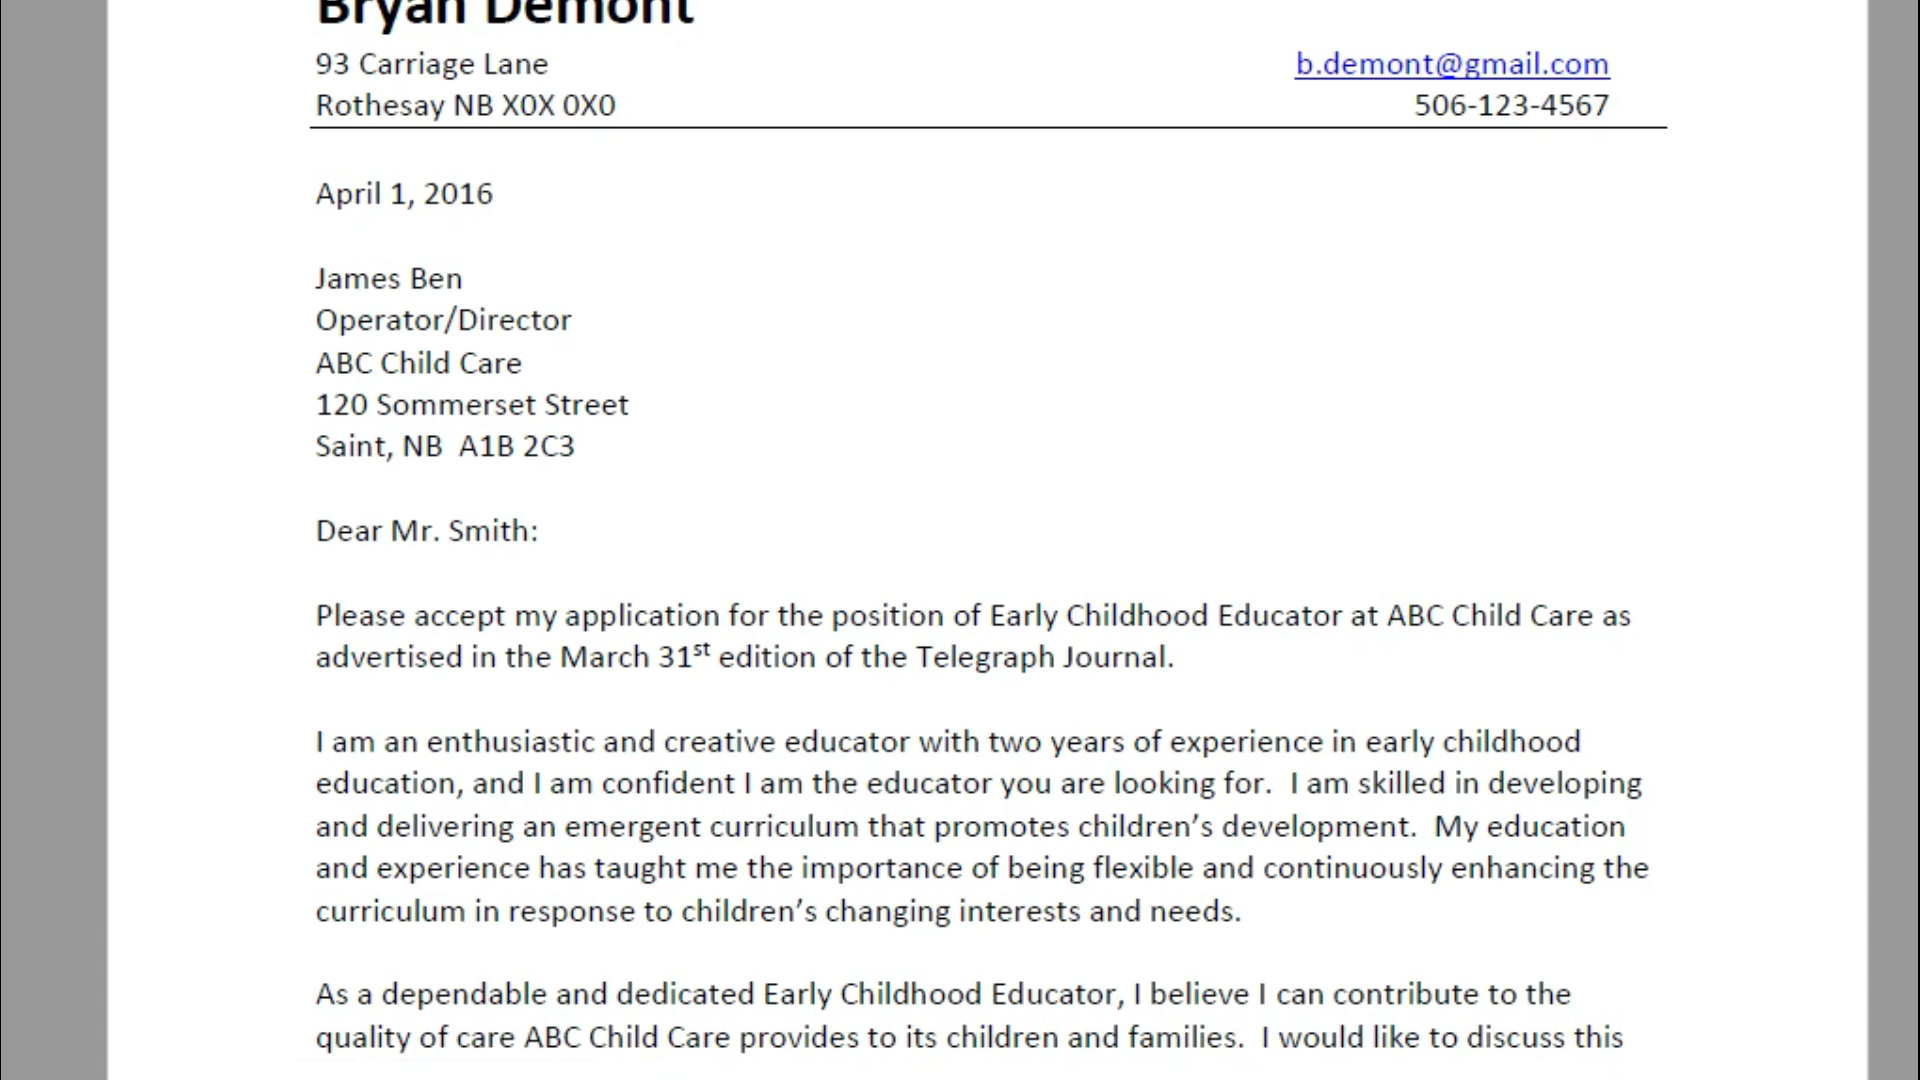 Bryan Demont
93 Carriage Lane b.demont@gmail.com
Rothesay NB X0X 0X0 506-123-4567
April 1, 2016
James Ben
Operator/Director
ABC Child Care
120 Sommerset Street
Saint, NB  A1B 2C3
Dear Mr. Smith:
Please accept my application for the position of Early Childhood Educator at ABC Child Care as
advertised in the March 31st edition of the Telegraph Journal.
I am an enthusiastic and creative educator with two years of experience in early childhood
education, and I am confident I am the educator you are looking for.  I am skilled in developing
and delivering an emergent curriculum that promotes children’s development.  My education
and experience has taught me the importance of being flexible and continuously enhancing the
curriculum in response to children’s changing interests and needs.
As a dependable and dedicated Early Childhood Educator, I believe I can contribute to the
quality of care ABC Child Care provides to its children and families.  I would like to discuss this